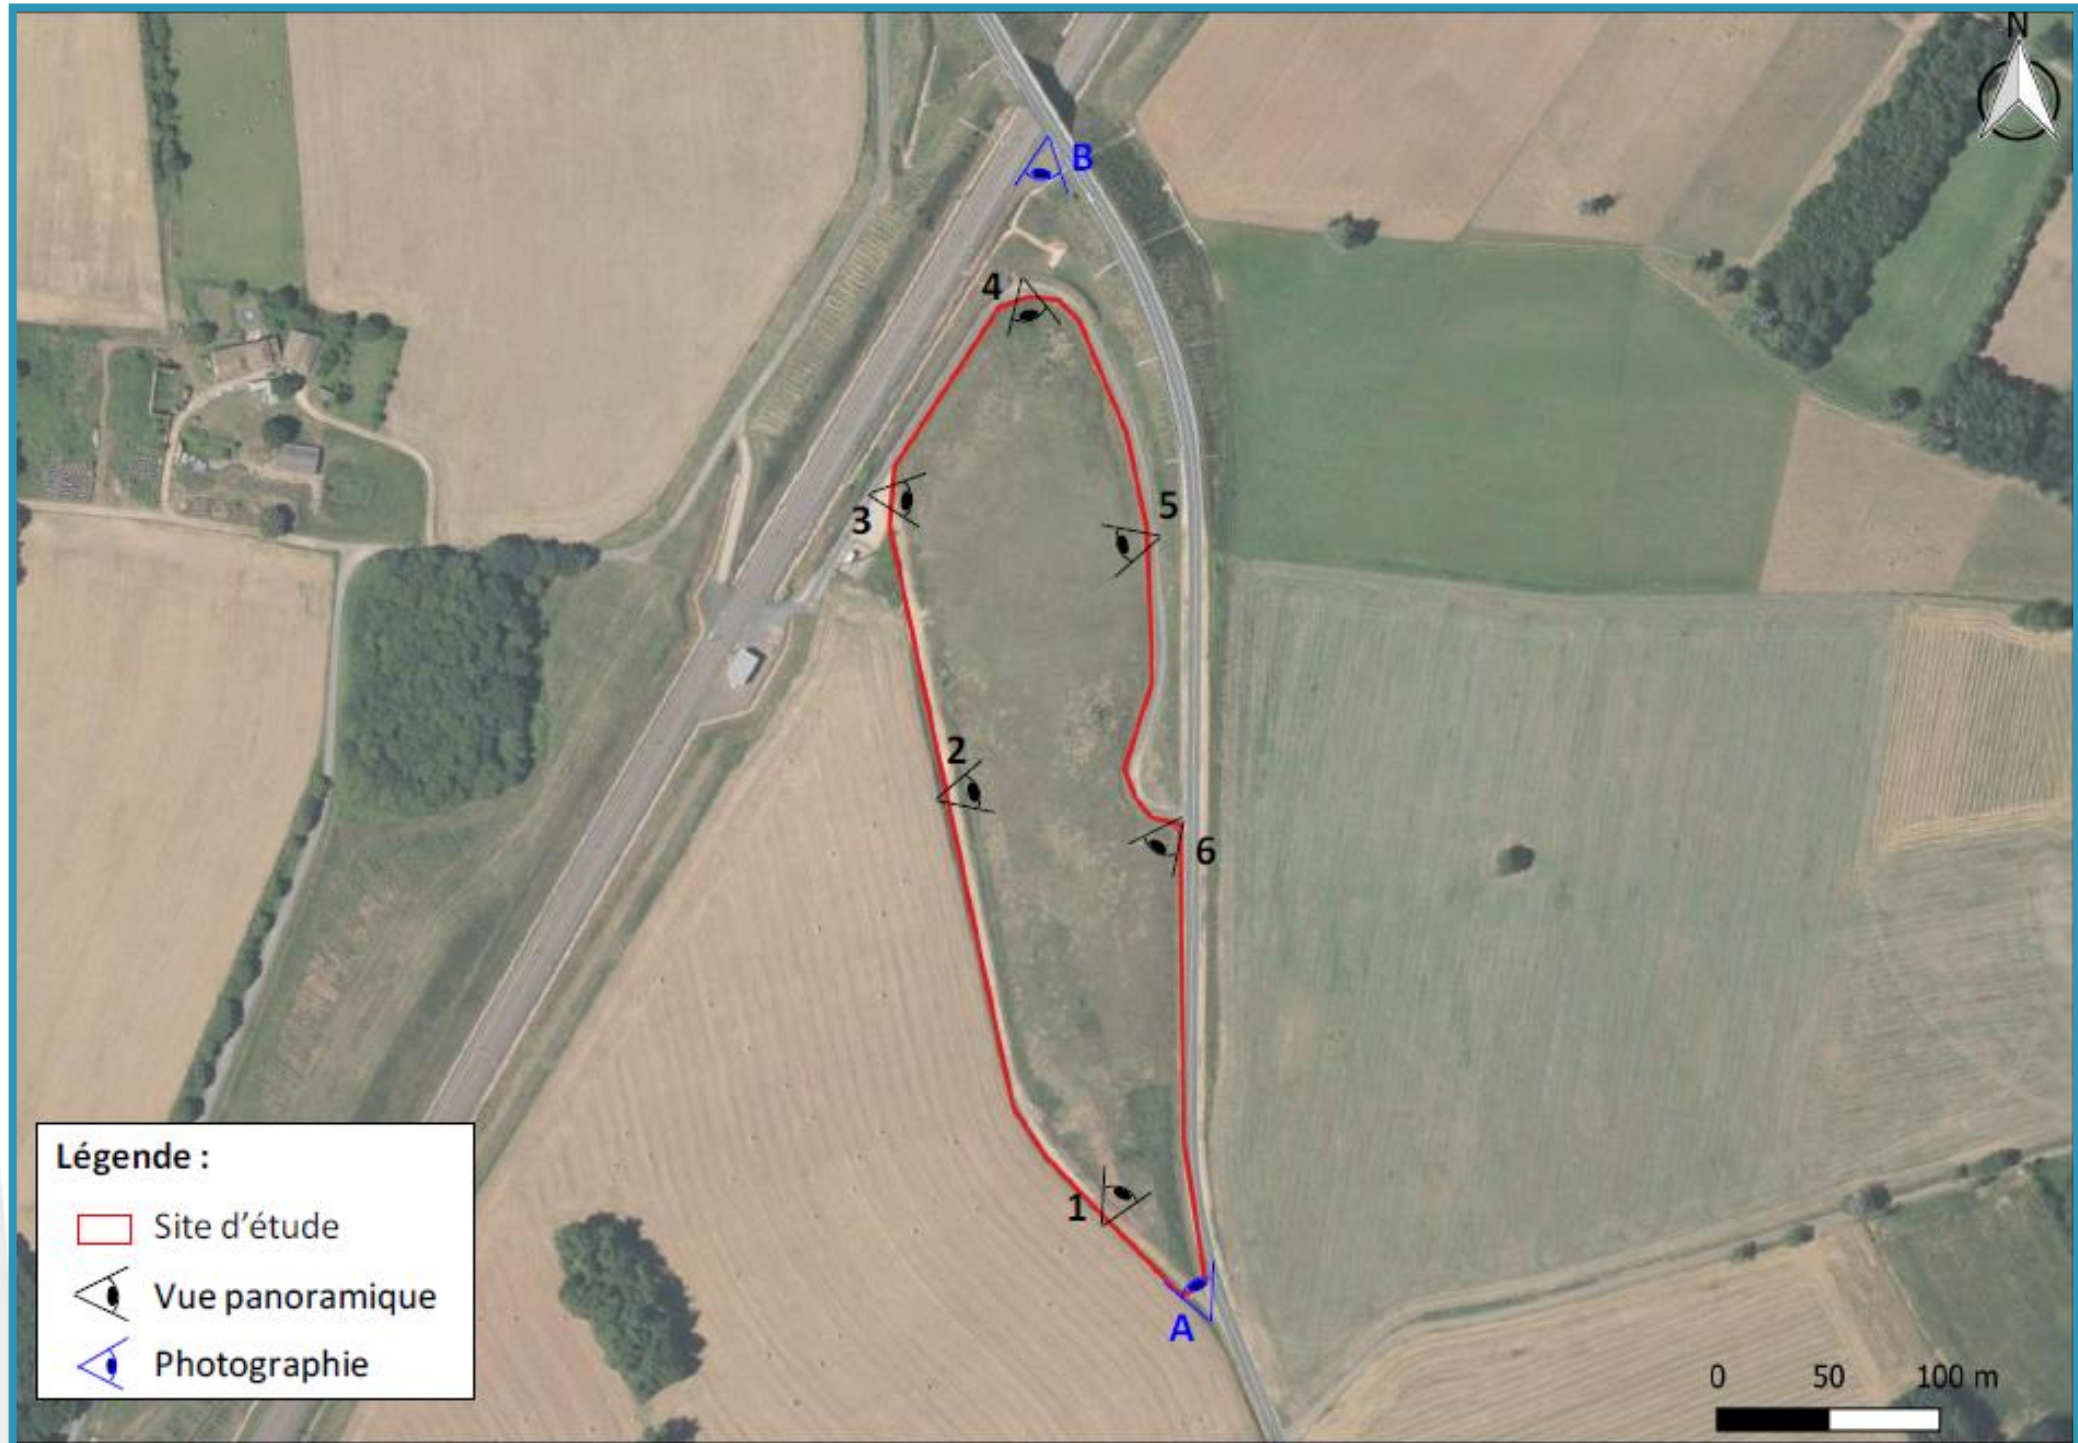 N
B
4
5
3
2
6
1
A
Légende :
Site d’étude
Vue panoramique
Photographie
0 50 100 m